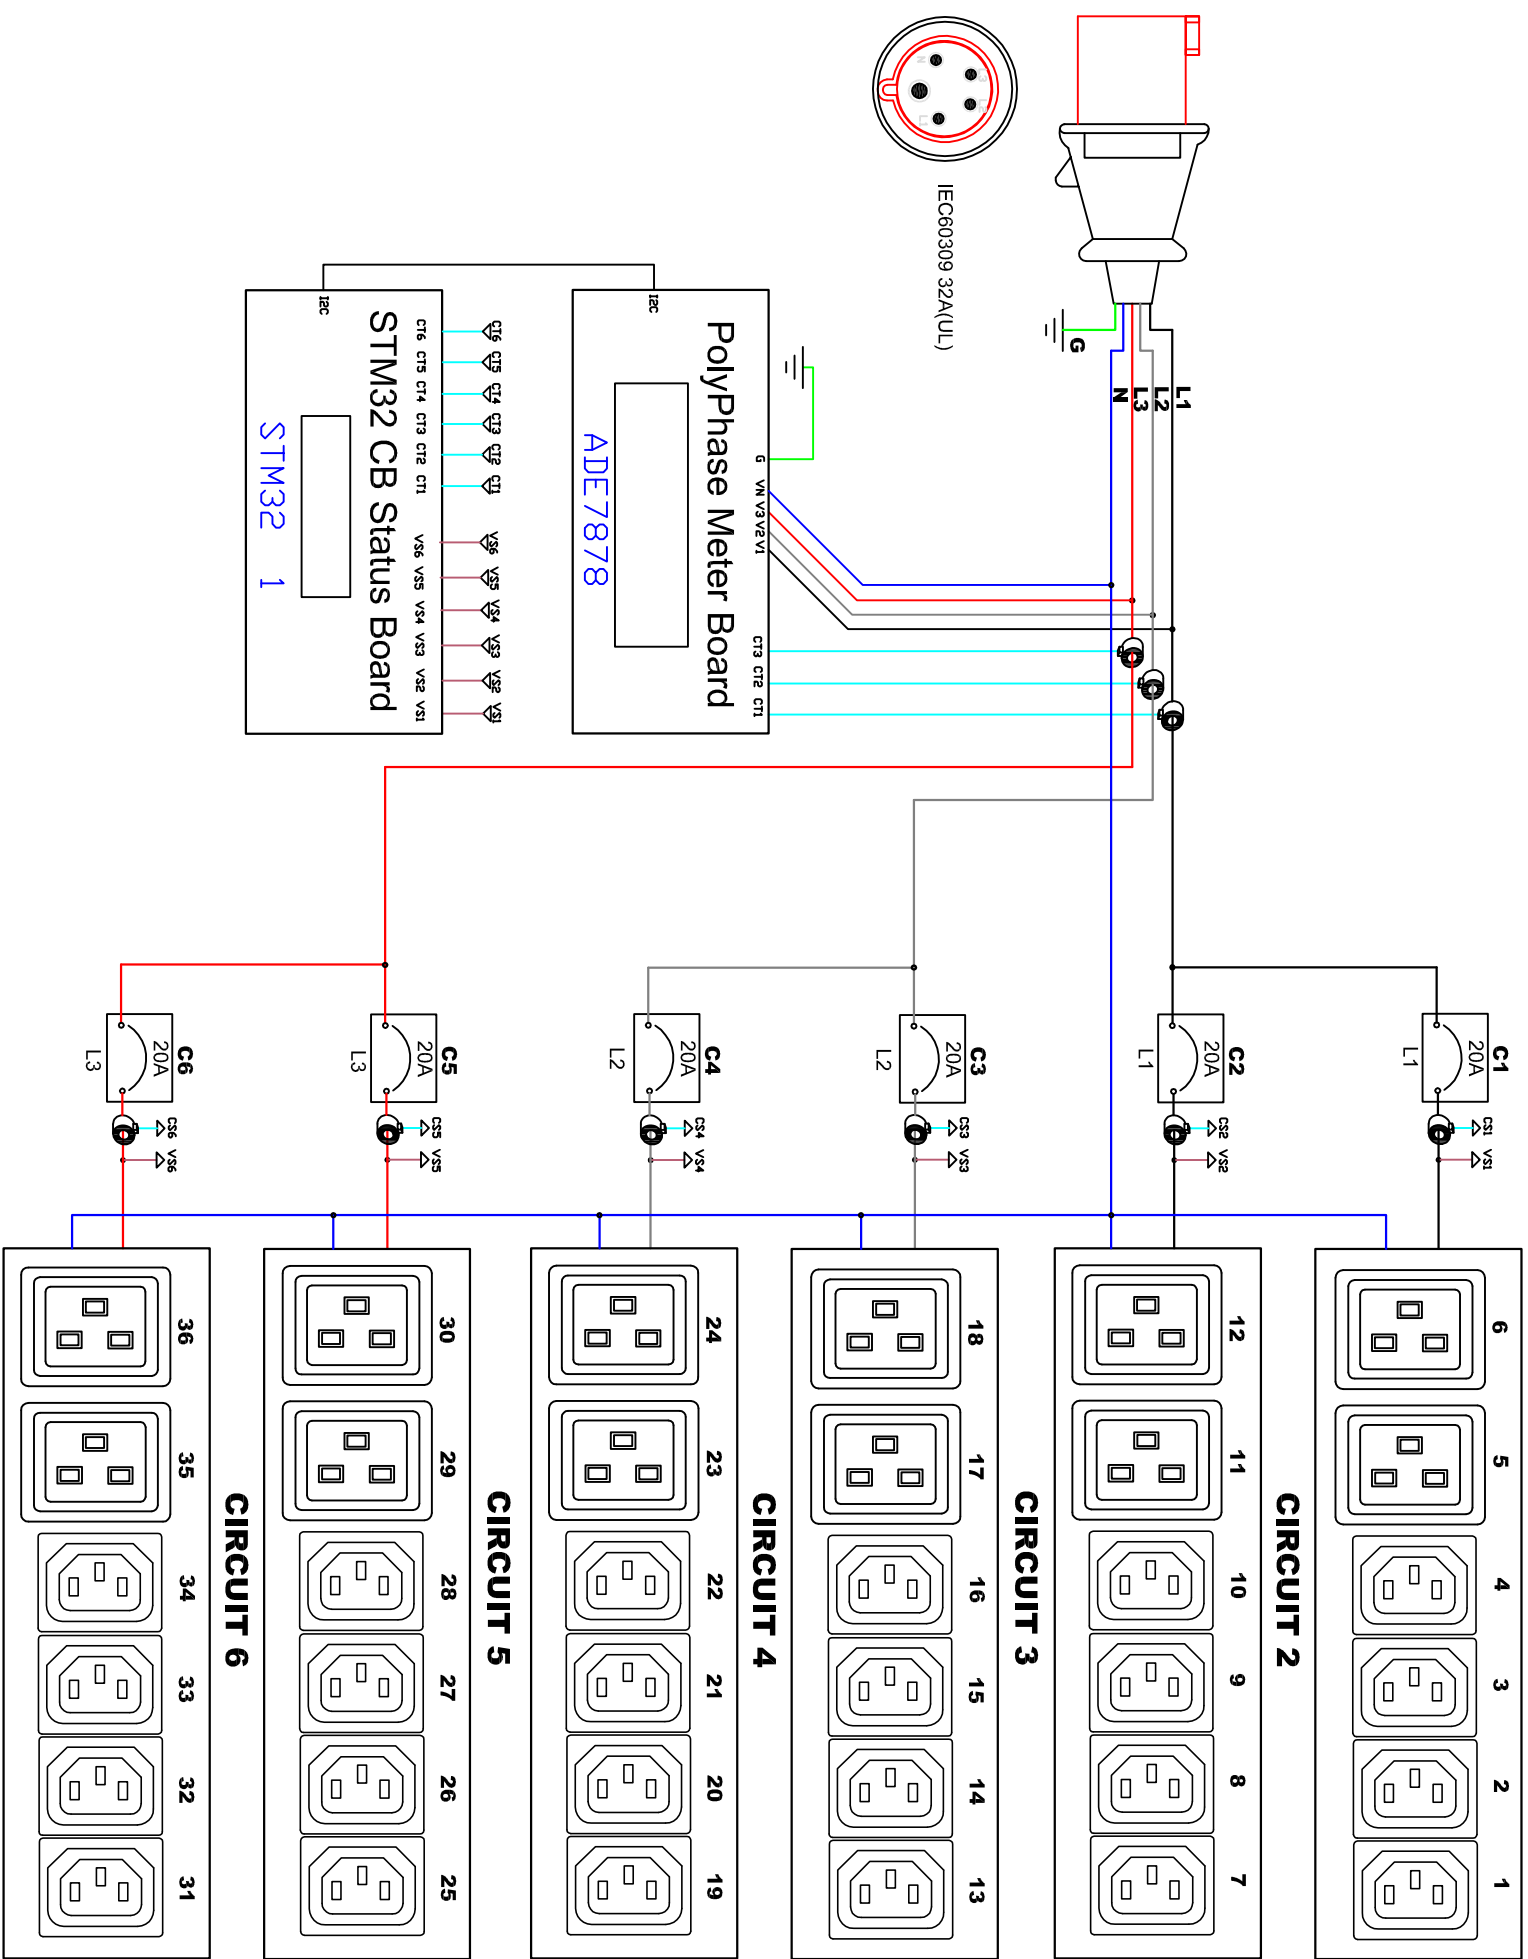 N
L3
L2
L1
IEC60309 32A(UL)
G
L1
L2
L3
N
I2C
PolyPhase Meter Board
ADE7878
G VN V3 V2 V1 CT3 CT2 CT1
I2C
STM32 CB Status Board
STM32 1
CT6 CT5 CT4 CT3 CT2 CT1 VS6 VS5 VS4 VS3 VS2 VS1
CT6 CT5 CT4 CT3 CT2 CT1 VS6 VS5 VS4 VS3 VS2 VS1
C1
20A
L1
CS1 VS1
C2
20A
L1
CS2 VS2
C3
20A
L2
CS3 VS3
C4
20A
L2
CS4 VS4
C5
20A
L3
CS5 VS5
C6
20A
L3
CS6 VS6
6 5 4 3 2 1
CIRCUIT 2
12 11 10 9 8 7
CIRCUIT 3
18 17 16 15 14 13
CIRCUIT 4
24 23 22 21 20 19
CIRCUIT 5
30 29 28 27 26 25
CIRCUIT 6
36 35 34 33 32 31